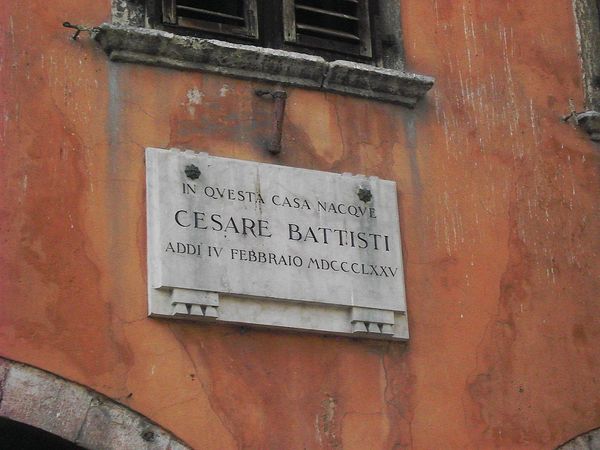 IN QVESTA CASA NACQVE
CESARE BATTISTI
ADDÌ IV FEBBRAIO MDCCCLXXV